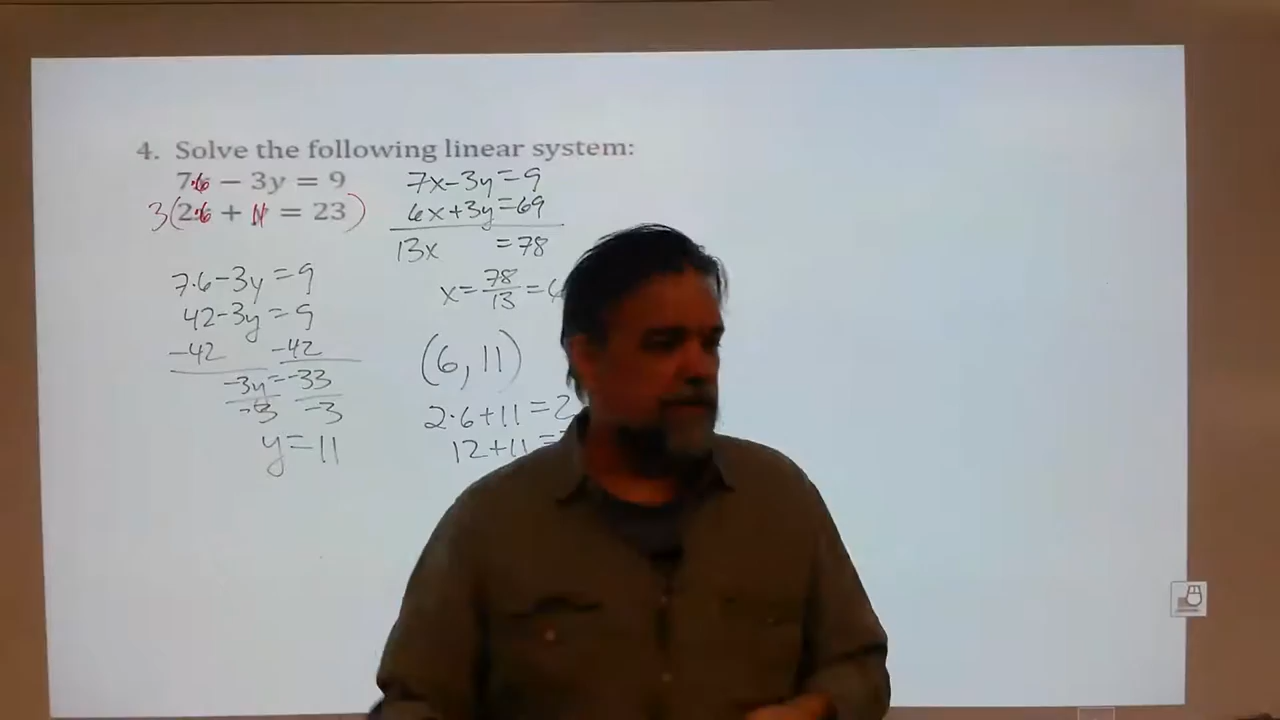 4. Solve the following linear system:
7·6 − 3y = 9
3(2·6 + 11 = 23)
7x-3y=9
6x+3y=69
13x =78
x=78/13=
(6,11)
2·6+11=2
12+11=
7·6-3y=9
42-3y=9
-42 -42
-3y=-33
-3 -3
y=11